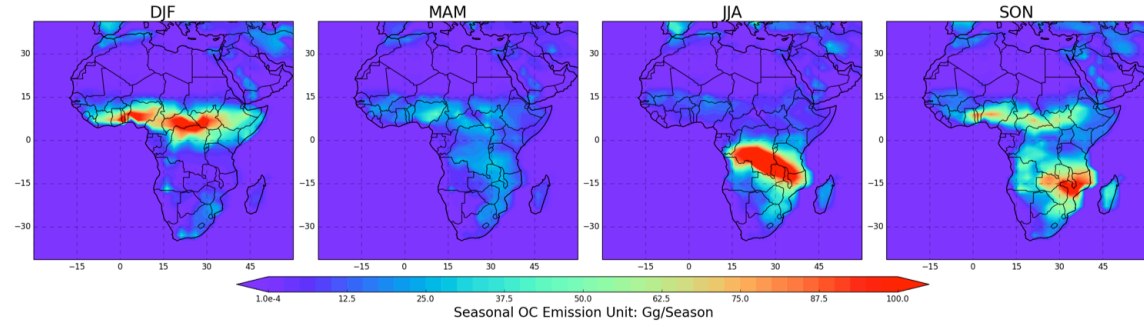 DJF MAM JJA SON
30 30 30 30
15 15 15 15
0 0 0 0
−15 −15 −15 −15
−30 −30 −30 −30
−15 0 15 30 45 −15 0 15 30 45 −15 0 15 30 45 −15 0 15 30 45
1.0e-4 12.5 25.0 37.5 50.0 62.5 75.0 87.5 100.0
Seasonal OC Emission Unit: Gg/Season